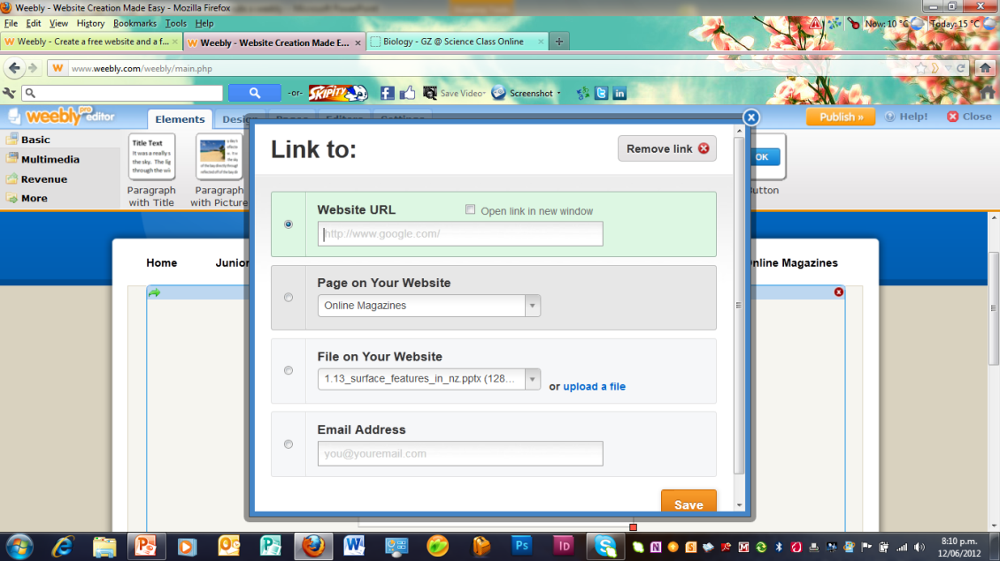 Weebly - Website Creation Made Easy - Mozilla Firefox
File Edit View History Bookmarks Tools Help
Now: 10 °C Today: 15 °C
W Weebly - Create a free website and a f... × W Weebly - Website Creation Made E... × Biology - GZ @ Science Class Online × +
W www.weebly.com/weebly/main.php
-or- SKIPITY Save Video Screenshot
weebly pro editor Elements Publish » Help! Close
Link to:
Remove link
Basic
Multimedia
Revenue
More
Title Text
It was a really s
the sky. The lig
through the wi
OK
Paragraph
with Title
Paragraph
with Picture
Website URL
Open link in new window
http://www.google.com/
Home Junior nline Magazines
Page on Your Website
Online Magazines
File on Your Website
1.13_surface_features_in_nz.pptx (128...
or upload a file
Email Address
you@youremail.com
Save
8:10 p.m.
12/06/2012